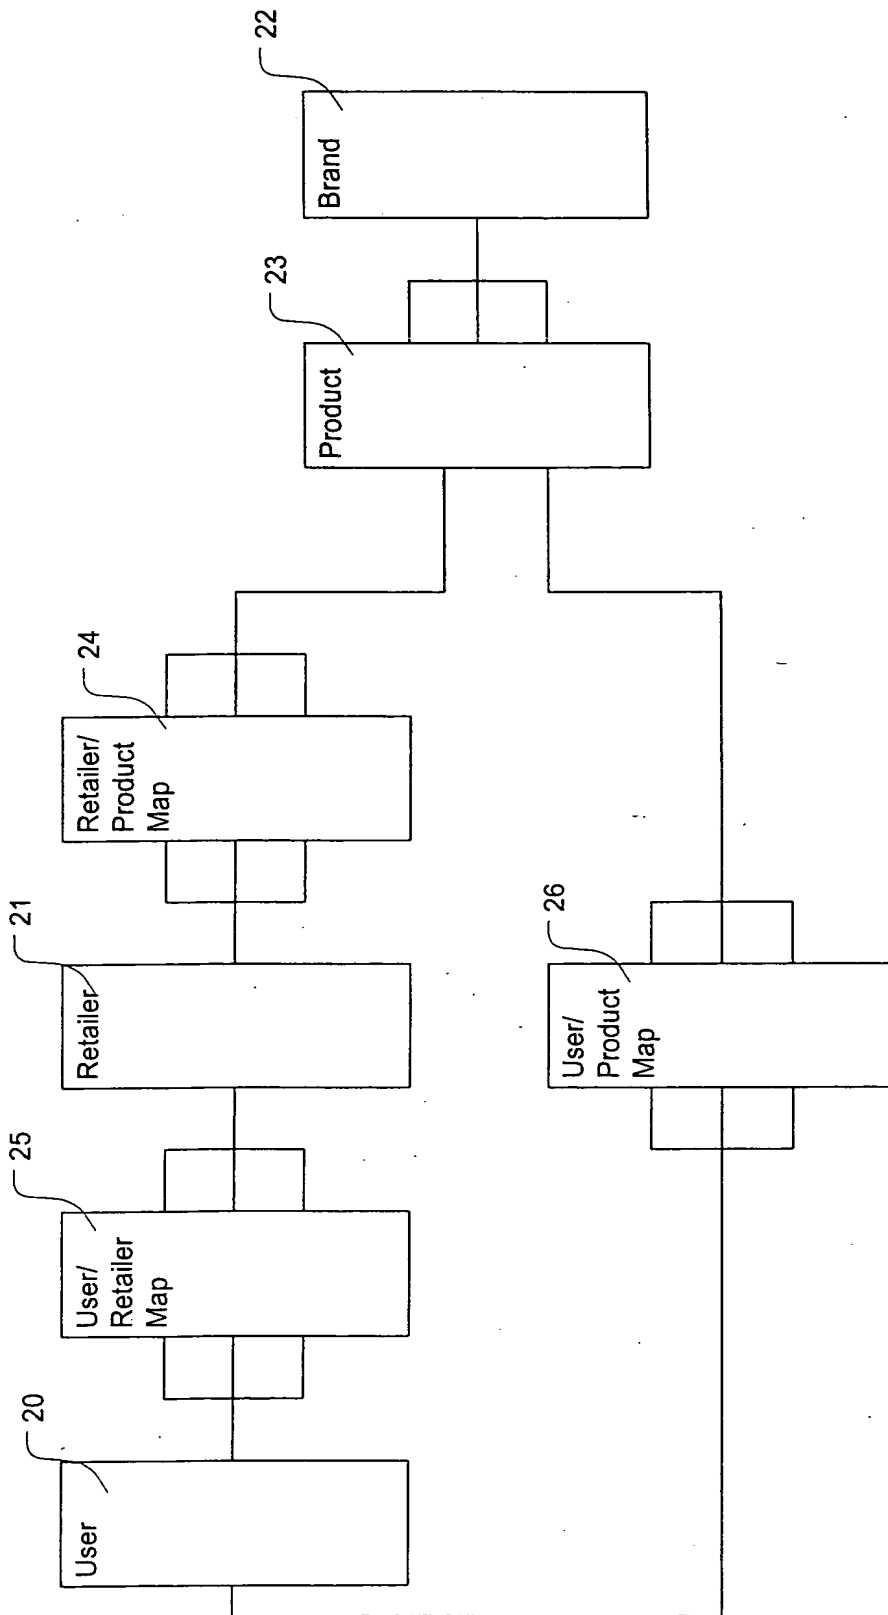 20
User
25
User/
Retailer
Map
21
Retailer
24
Retailer/
Product
Map
23
Product
22
Brand
26
User/
Product
Map